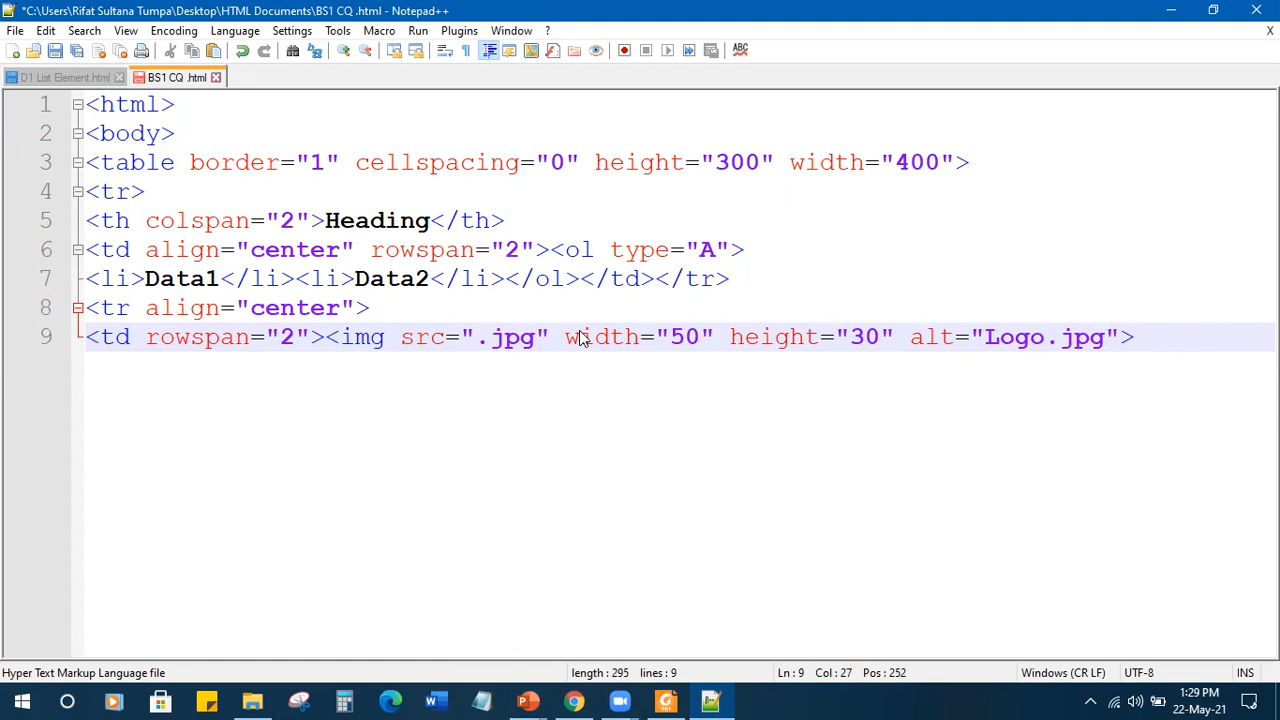 *C:\Users\Rifat Sultana Tumpa\Desktop\HTML Documents\BS1 CQ .html - Notepad++
File Edit Search View Encoding Language Settings Tools Macro Run Plugins Window ? X
D1 List Element.html BS1 CQ .html
1 <html>
2 <body>
3 <table border="1" cellspacing="0" height="300" width="400">
4 <tr>
5 <th colspan="2">Heading</th>
6 <td align="center" rowspan="2"><ol type="A">
7 <li>Data1</li><li>Data2</li></ol></td></tr>
8 <tr align="center">
9 <td rowspan="2"><img src=".jpg" width="50" height="30" alt="Logo.jpg">
Hyper Text Markup Language file length : 295 lines : 9 Ln : 9 Col : 27 Pos : 252 Windows (CR LF) UTF-8 INS
1:29 PM
22-May-21